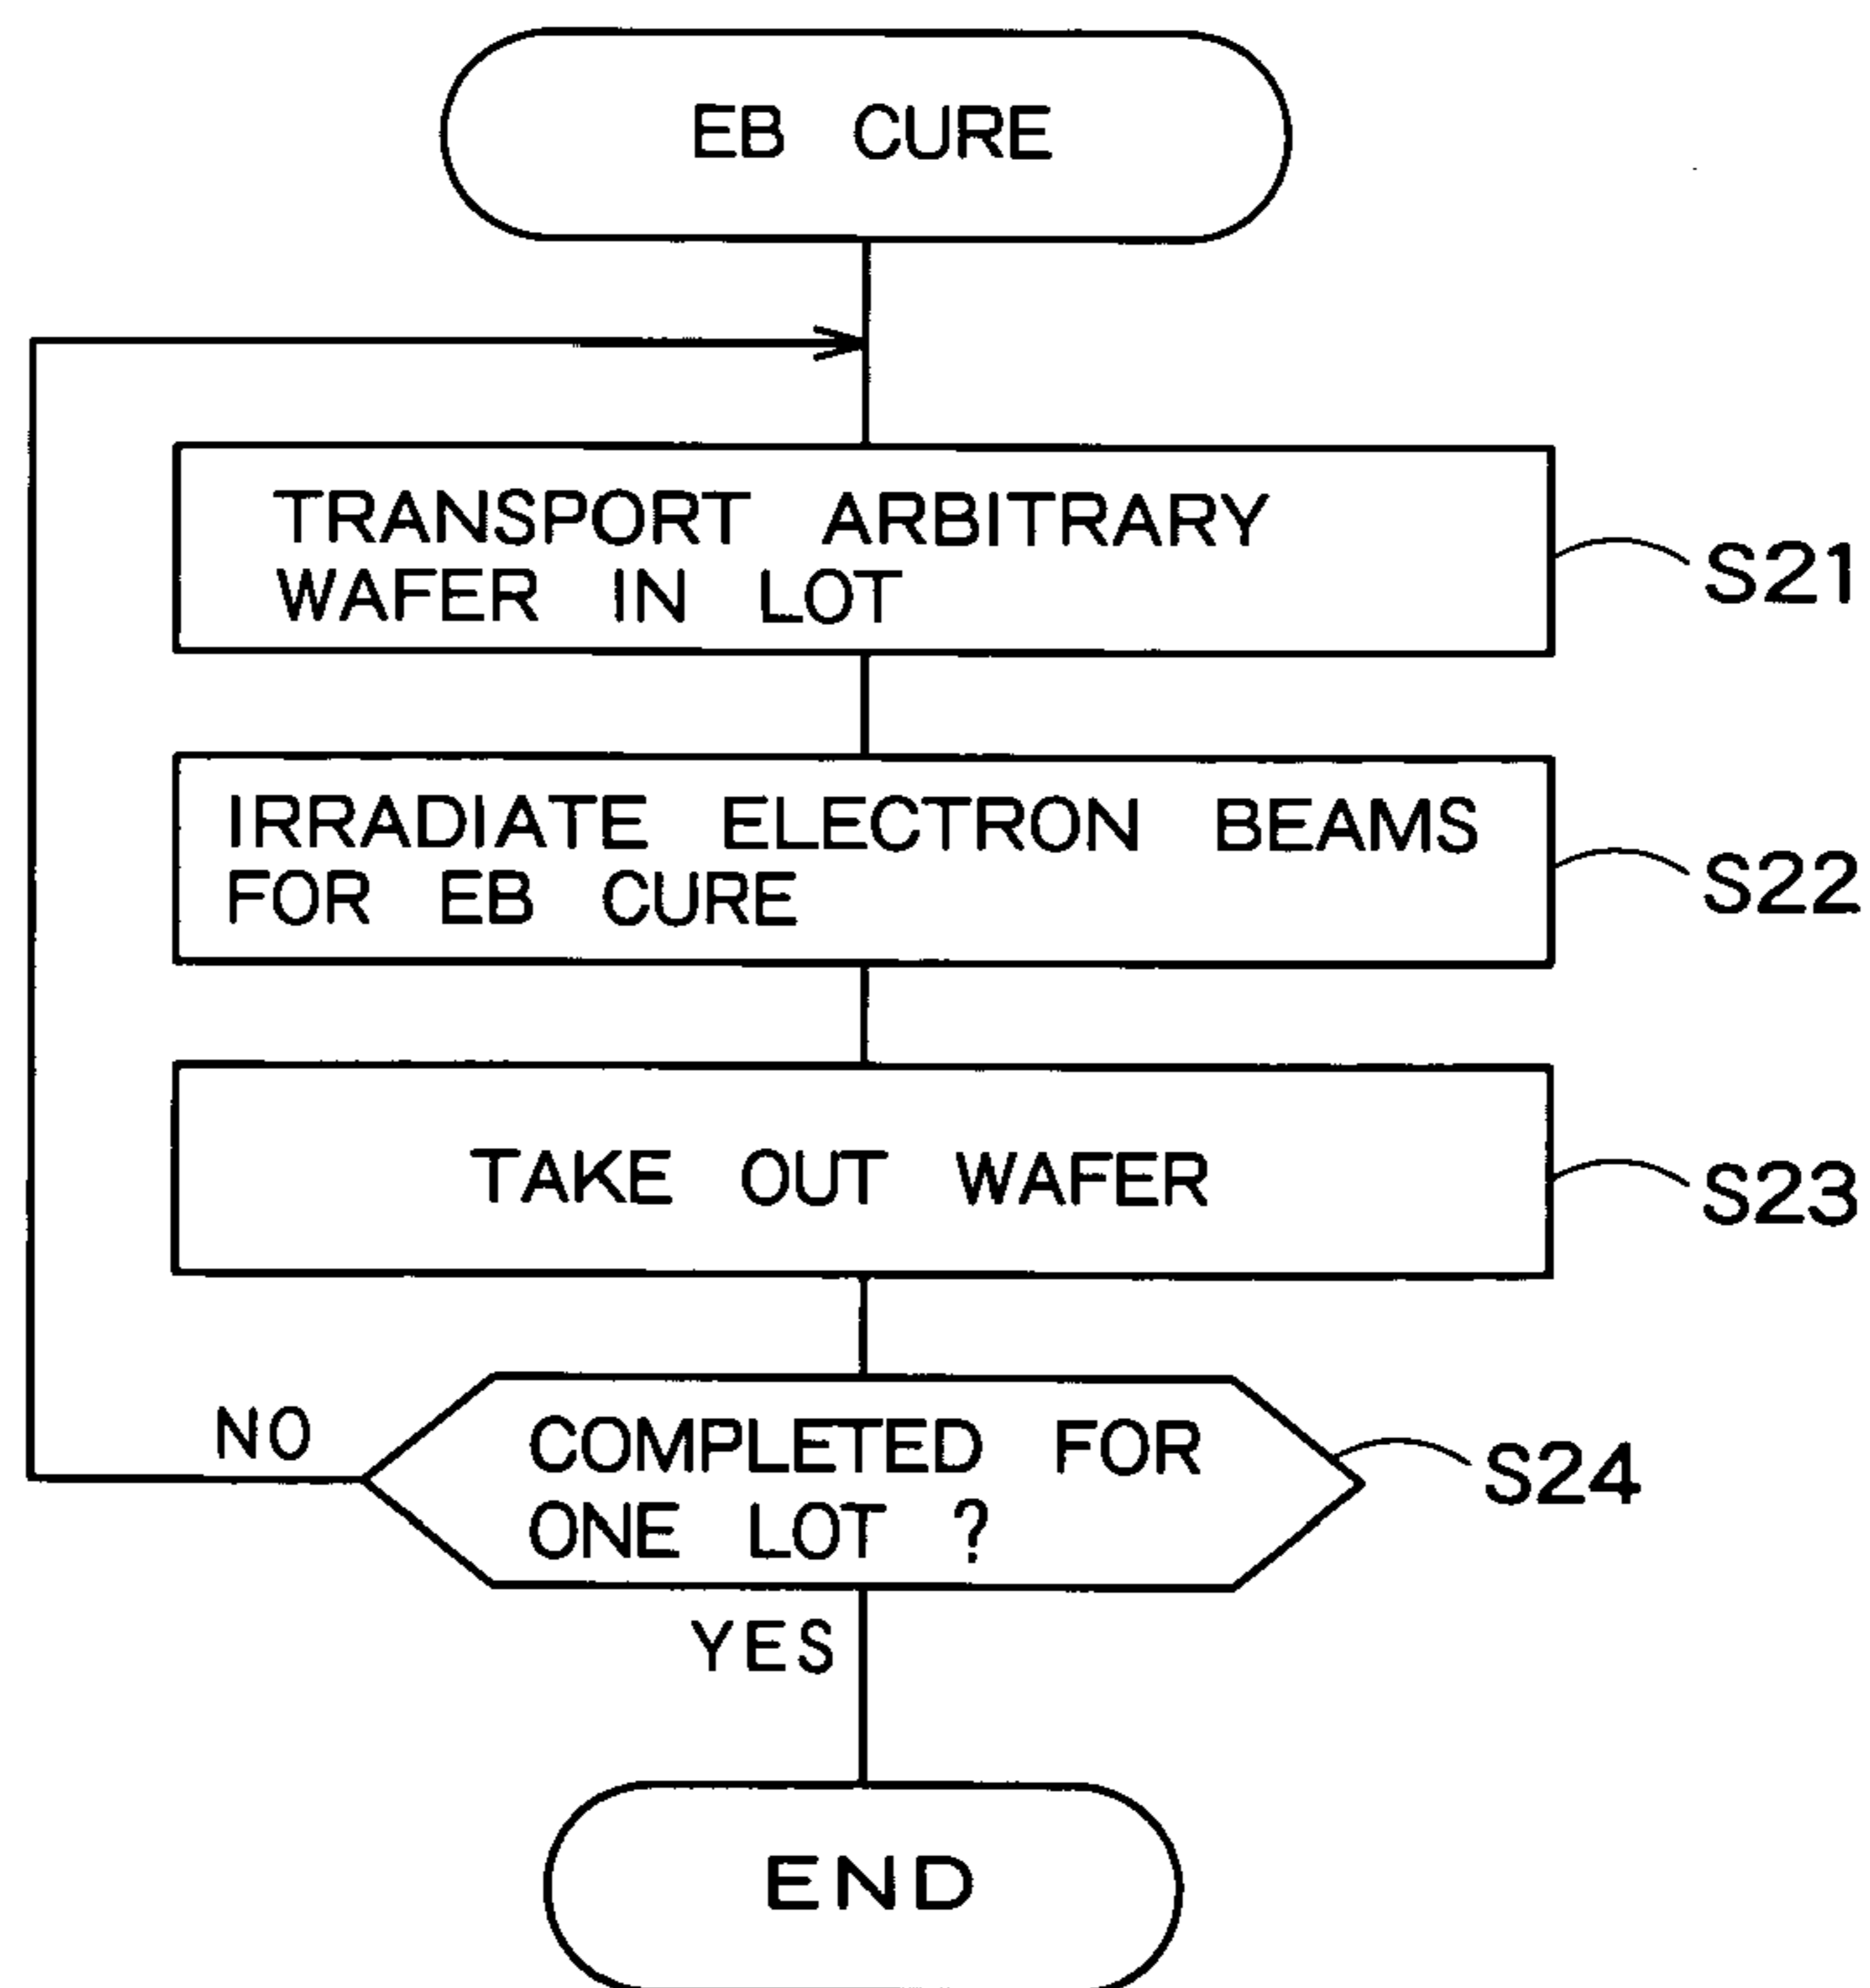 EB CURE
TRANSPORT ARBITRARY
WAFER IN LOT
S21
IRRADIATE ELECTRON BEAMS
FOR EB CURE
S22
TAKE OUT WAFER
S23
NO
COMPLETED FOR
ONE LOT ?
S24
YES
END